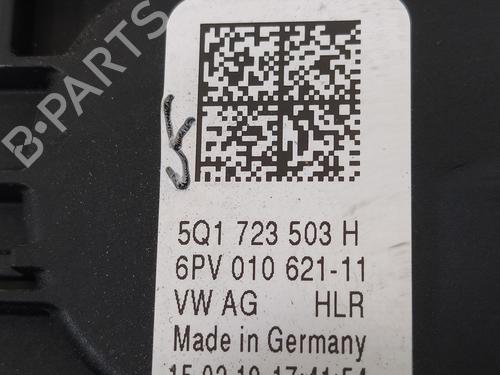 B-PARTS
5Q1 723 503 H
6PV 010 621-11
VW AG HLR
Made in Germany